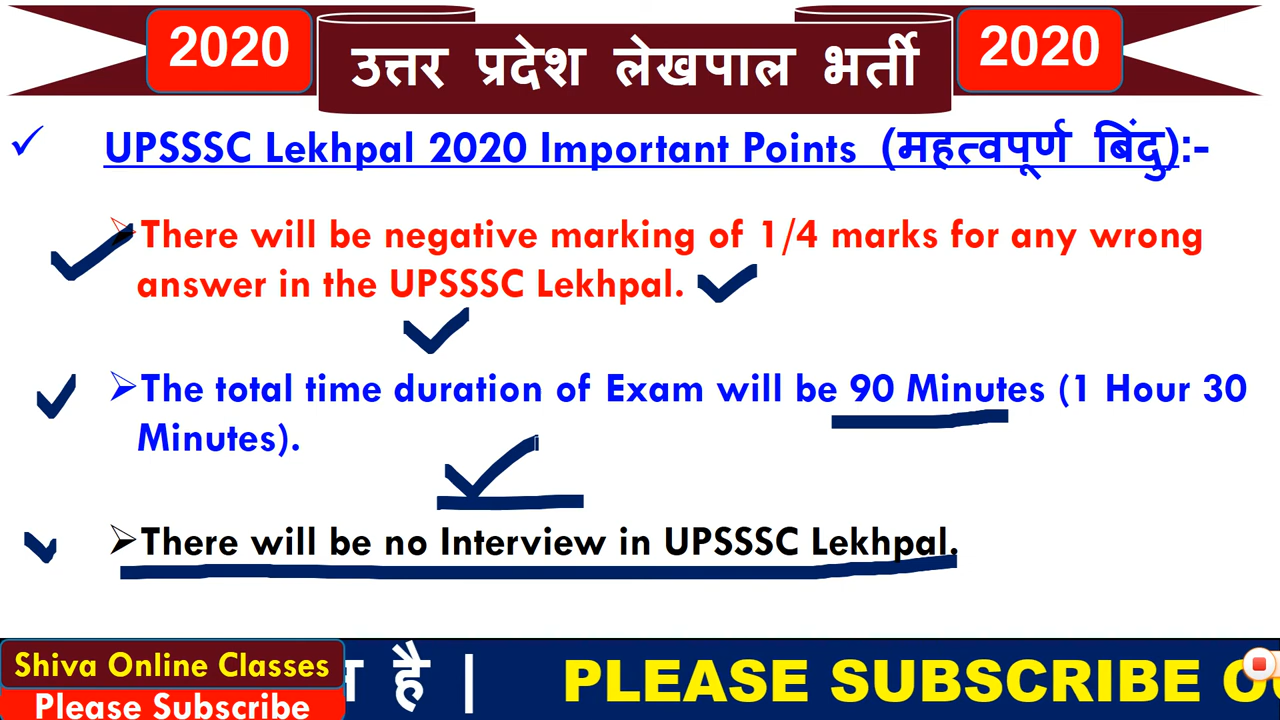 2020
उत्तर प्रदेश लेखपाल भर्ती
2020
UPSSSC Lekhpal 2020 Important Points (महत्वपूर्ण बिंदु):-
There will be negative marking of 1/4 marks for any wrong
answer in the UPSSSC Lekhpal.
The total time duration of Exam will be 90 Minutes (1 Hour 30
Minutes).
There will be no Interview in UPSSSC Lekhpal.
Shiva Online Classes
Please Subscribe
है | PLEASE SUBSCRIBE